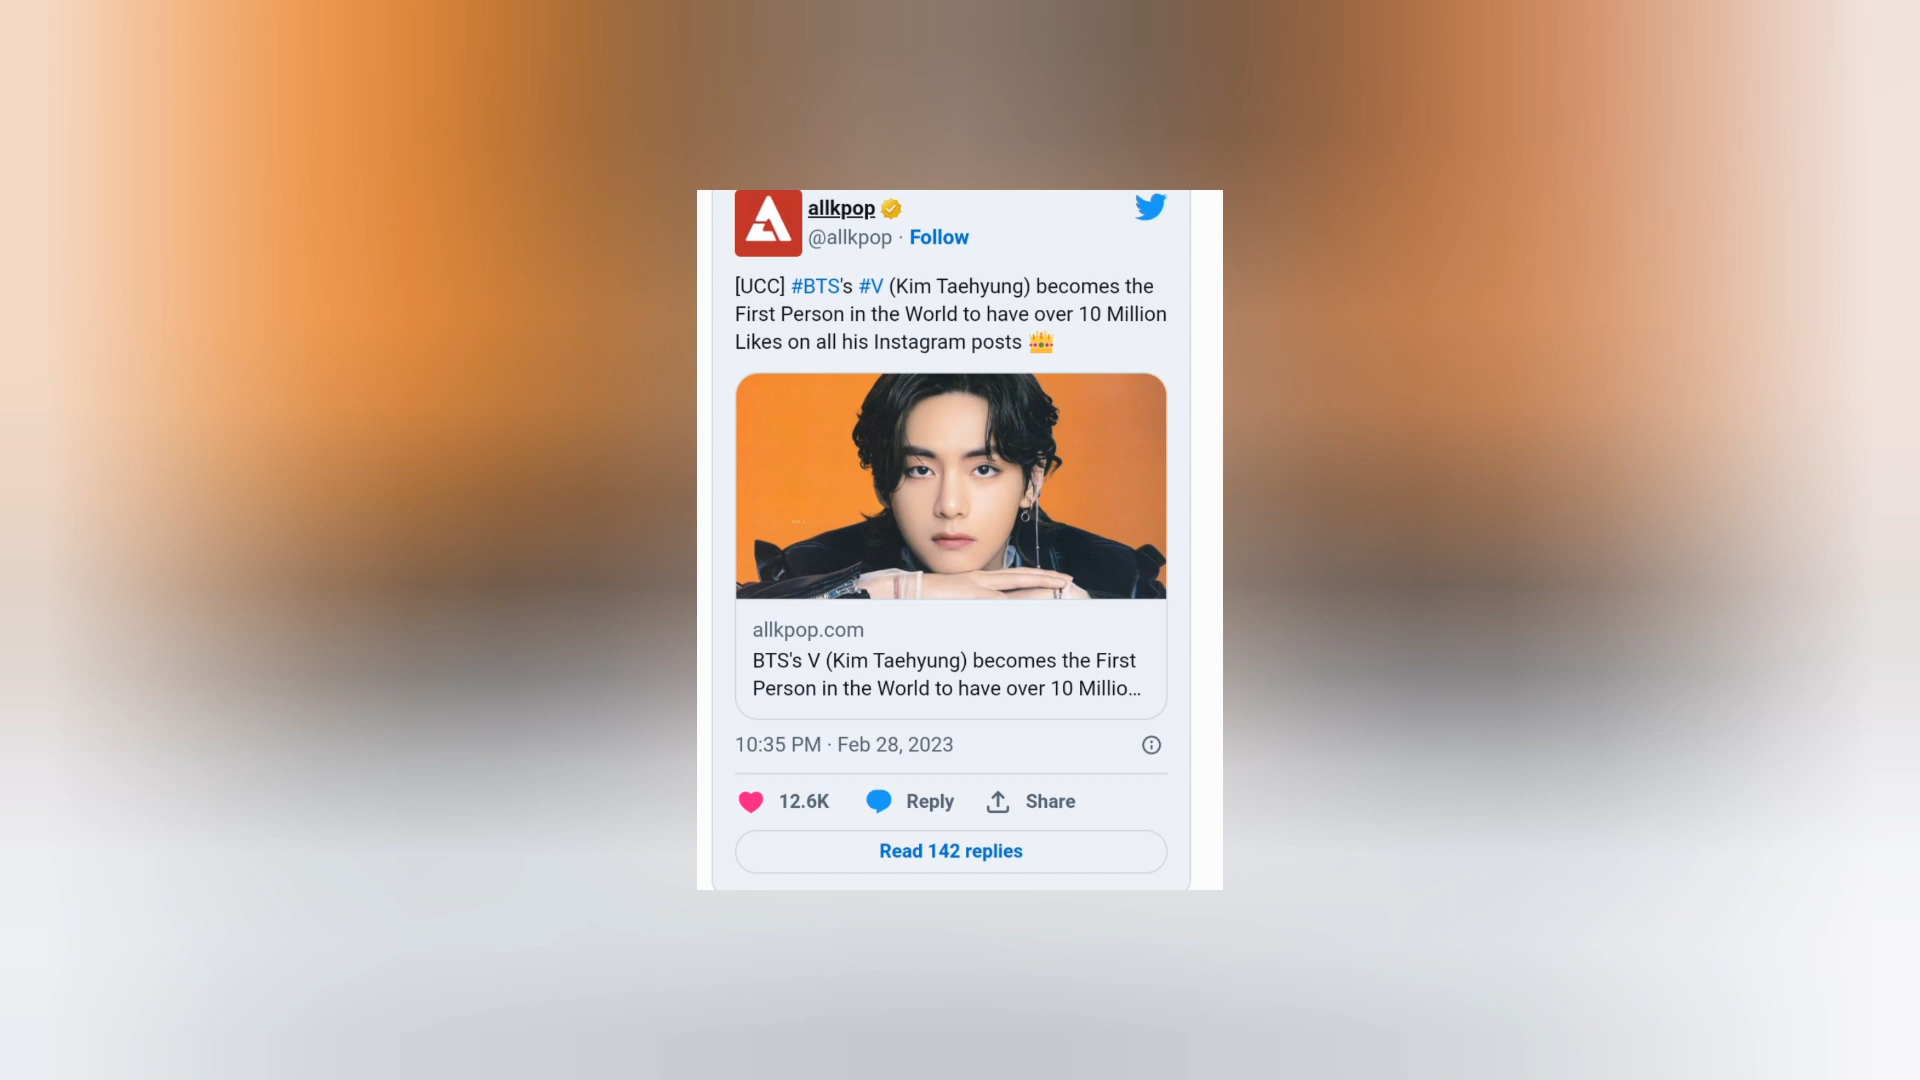 allkpop
@allkpop · Follow
[UCC] #BTS's #V (Kim Taehyung) becomes the
First Person in the World to have over 10 Million
Likes on all his Instagram posts 👑
allkpop.com
BTS's V (Kim Taehyung) becomes the First
Person in the World to have over 10 Millio...
10:35 PM · Feb 28, 2023
12.6K Reply Share
Read 142 replies